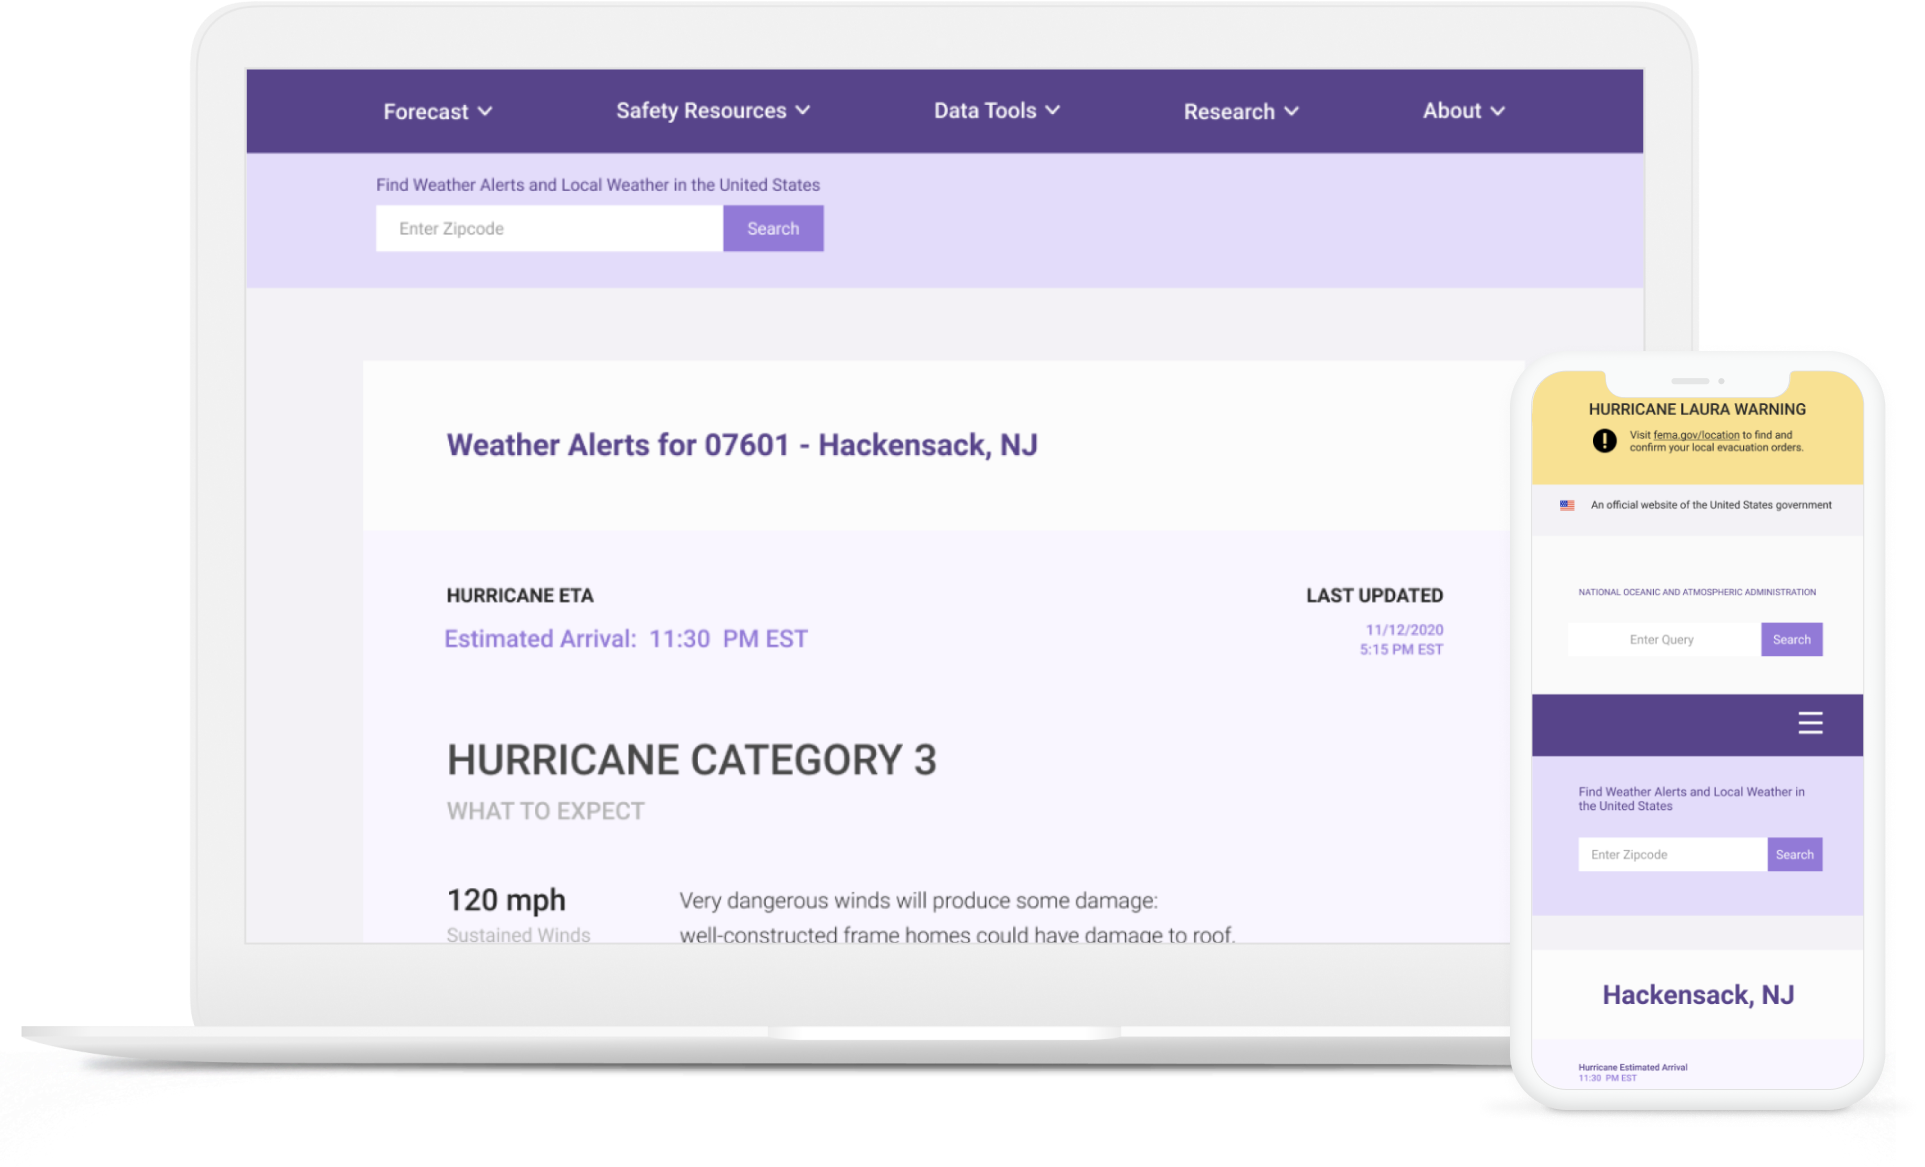 Forecast
Safety Resources
Data Tools
Research
About
Find Weather Alerts and Local Weather in the United States
Enter Zipcode
Search
Weather Alerts for 07601 - Hackensack, NJ
HURRICANE ETA
LAST UPDATED
Estimated Arrival: 11:30 PM EST
11/12/2020
5:15 PM EST
HURRICANE CATEGORY 3
WHAT TO EXPECT
120 mph
Sustained Winds
Very dangerous winds will produce some damage:
well-constructed frame homes could have damage to roof,
HURRICANE LAURA WARNING
Visit fema.gov/location to find and
confirm your local evacuation orders.
An official website of the United States government
NATIONAL OCEANIC AND ATMOSPHERIC ADMINISTRATION
Enter Query
Search
Find Weather Alerts and Local Weather in
the United States
Enter Zipcode
Search
Hackensack, NJ
Hurricane Estimated Arrival
11:30 PM EST